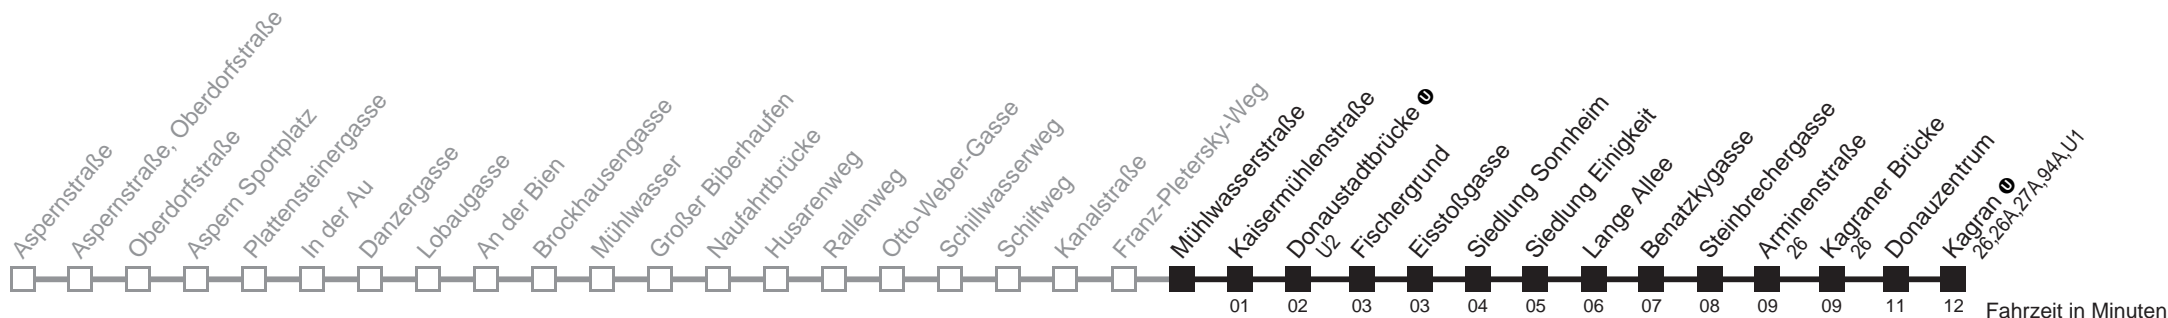 Aspernstraße
Aspernstraße, Oberdorfstraße
Oberdorfstraße
Aspern Sportplatz
Plattensteinergasse
In der Au
Danzergasse
Lobaugasse
An der Bien
Brockhausengasse
Mühlwasser
Großer Biberhaufen
Naufahrtbrücke
Husarenweg
Rallenweg
Otto-Weber-Gasse
Schillwasserweg
Schilfweg
Kanalstraße
Franz-Pletersky-Weg
Mühlwasserstraße
Kaisermühlenstraße
Donaustadtbrücke U
U2
Fischergrund
Eisstoßgasse
Siedlung Sonnheim
Siedlung Einigkeit
Lange Allee
Benatzkygasse
Steinbrechergasse
Arminenstraße
26
Kagraner Brücke
26
Donauzentrum
Kagran U
26,26A,27A,94A,U1
01 02 03 03 04 05 06 07 08 09 09 11 12 Fahrzeit in Minuten